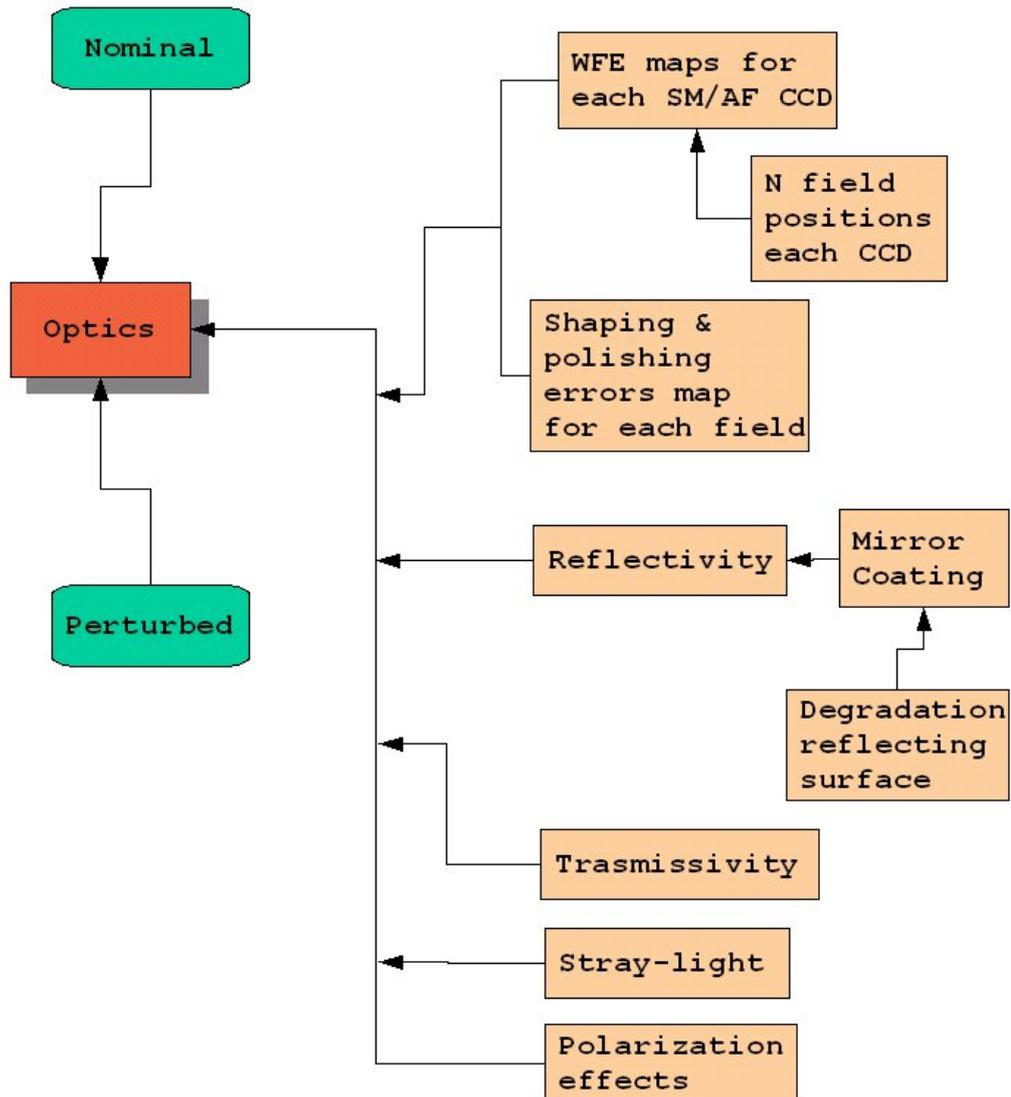 Nominal
WFE maps for
each SM/AF CCD
N field
positions
each CCD
Optics
Shaping &
polishing
errors map
for each field
Reflectivity
Mirror
Coating
Perturbed
Degradation
reflecting
surface
Trasmissivity
Stray-light
Polarization
effects